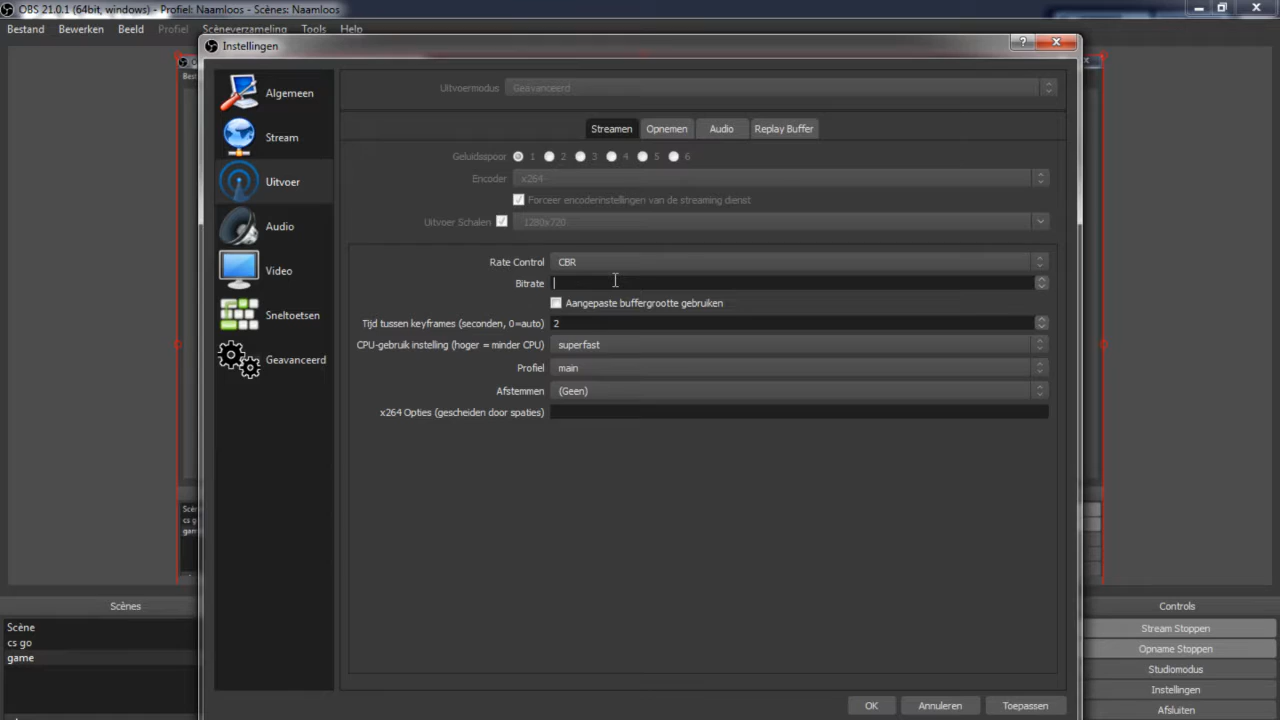 OBS 21.0.1 (64bit, windows) - Profiel: Naamloos - Scènes: Naamloos
Bestand Bewerken Beeld Profiel Scèneverzameling Tools Help
Instellingen
Algemeen
Stream
Uitvoer
Audio
Video
Sneltoetsen
Geavanceerd
Uitvoermodus Geavanceerd
Streamen Opnemen Audio Replay Buffer
Geluidsspoor 1 2 3 4 5 6
Encoder x264
Forceer encoderinstellingen van de streaming dienst
Uitvoer Schalen 1280x720
Rate Control CBR
Bitrate
Aangepaste buffergrootte gebruiken
Tijd tussen keyframes (seconden, 0=auto) 2
CPU-gebruik instelling (hoger = minder CPU) superfast
Profiel main
Afstemmen (Geen)
x264 Opties (gescheiden door spaties)
OK Annuleren Toepassen
Scènes
Scène
cs go
game
Controls
Stream Stoppen
Opname Stoppen
Studiomodus
Instellingen
Afsluiten